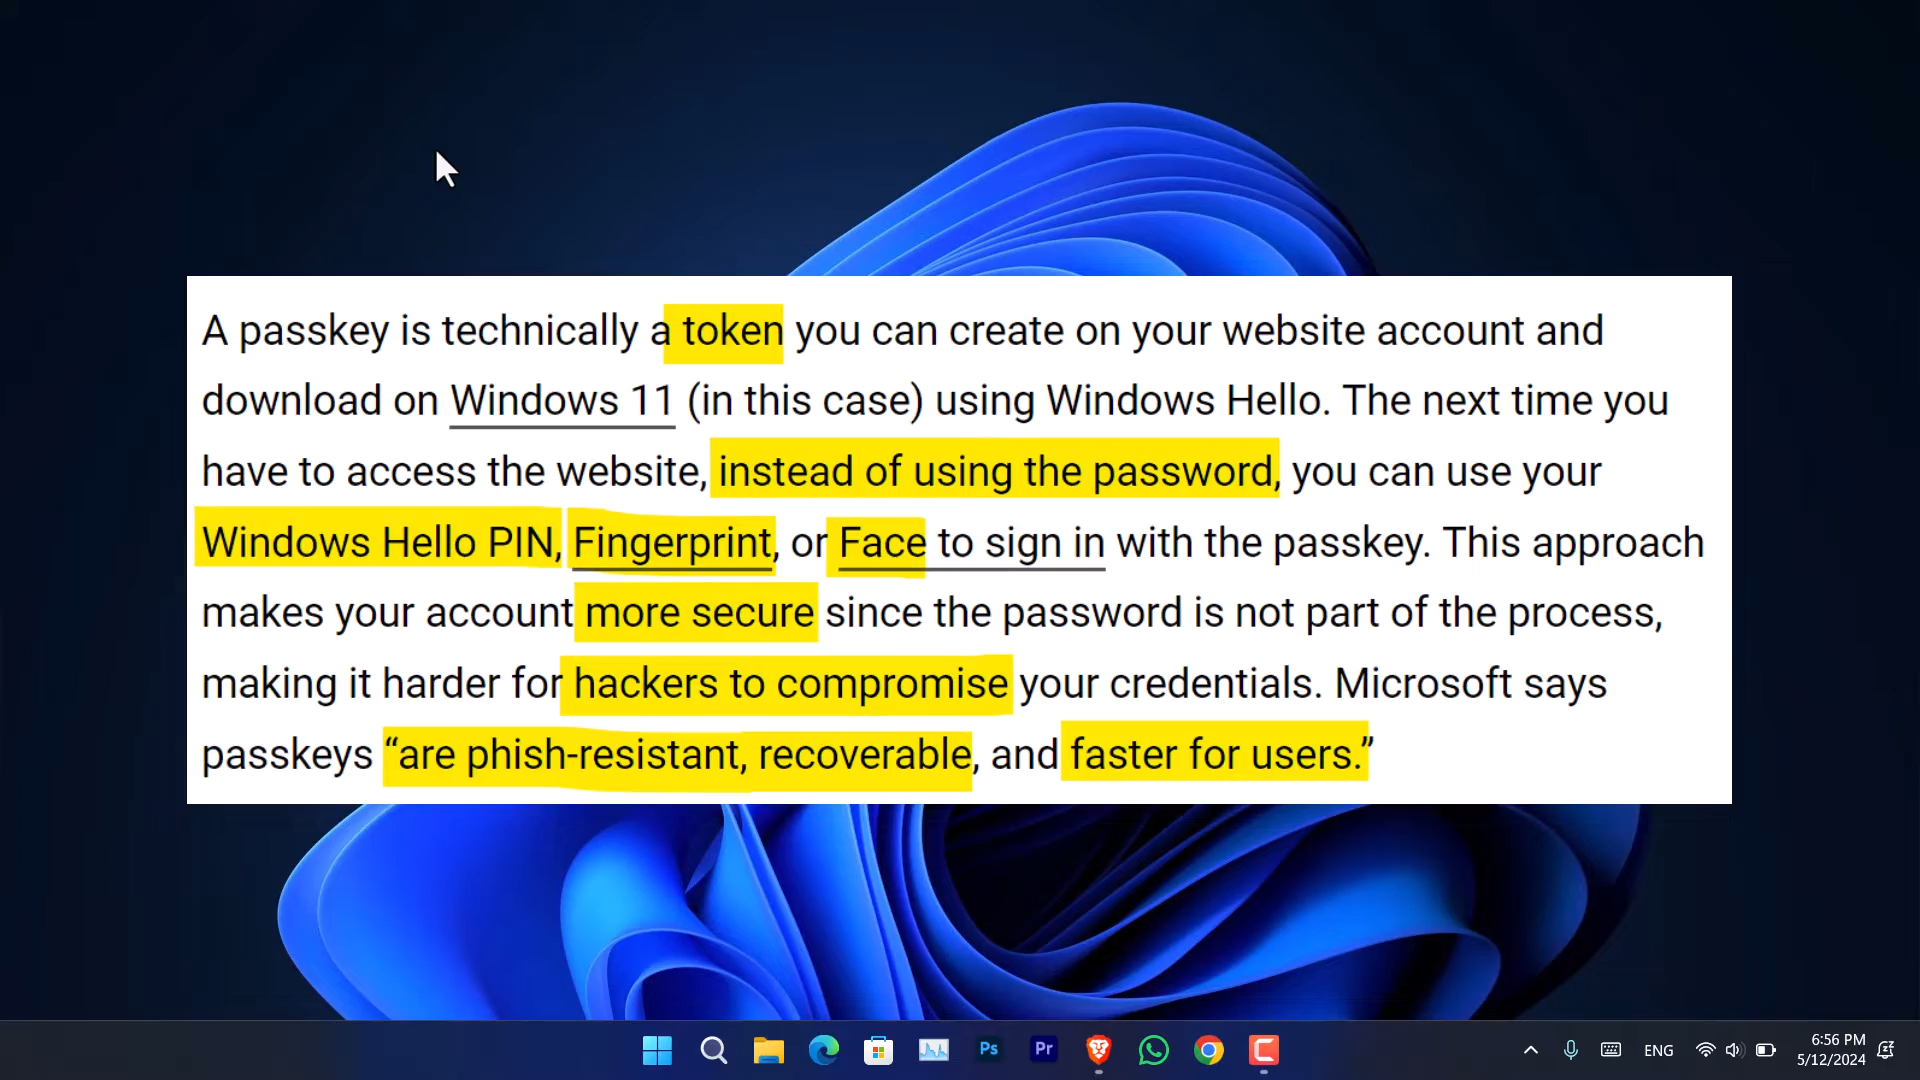 A passkey is technically a token you can create on your website account and
download on Windows 11 (in this case) using Windows Hello. The next time you
have to access the website, instead of using the password, you can use your
Windows Hello PIN, Fingerprint, or Face to sign in with the passkey. This approach
makes your account more secure since the password is not part of the process,
making it harder for hackers to compromise your credentials. Microsoft says
passkeys “are phish-resistant, recoverable, and faster for users.”
Ps
Pr
ENG
6:56 PM
5/12/2024